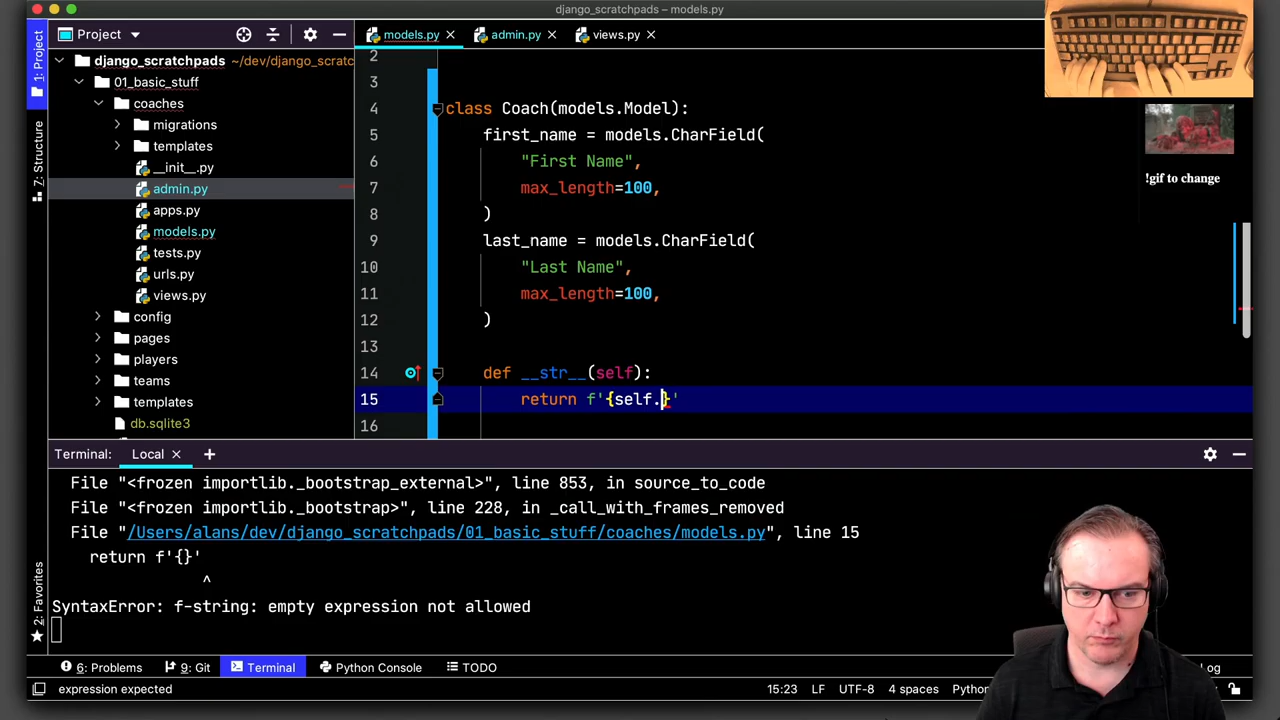 django_scratchpads – models.py
Project
models.py
admin.py
views.py
1: Project
7: Structure
2: Favorites
django_scratchpads ~/dev/django_scratc
01_basic_stuff
coaches
migrations
templates
__init__.py
admin.py
apps.py
models.py
tests.py
urls.py
views.py
config
pages
players
teams
templates
db.sqlite3
2
3
4 class Coach(models.Model):
5 first_name = models.CharField(
6 "First Name",
7 max_length=100,
8 )
9 last_name = models.CharField(
10 "Last Name",
11 max_length=100,
12 )
13
14 def __str__(self):
15 return f'{self.}'
16
!gif to change
Terminal: Local
File "<frozen importlib._bootstrap_external>", line 853, in source_to_code
File "<frozen importlib._bootstrap>", line 228, in _call_with_frames_removed
File "/Users/alans/dev/django_scratchpads/01_basic_stuff/coaches/models.py", line 15
return f'{}'
^
SyntaxError: f-string: empty expression not allowed
6: Problems
9: Git
Terminal
Python Console
TODO
Log
expression expected
15:23 LF UTF-8 4 spaces Python